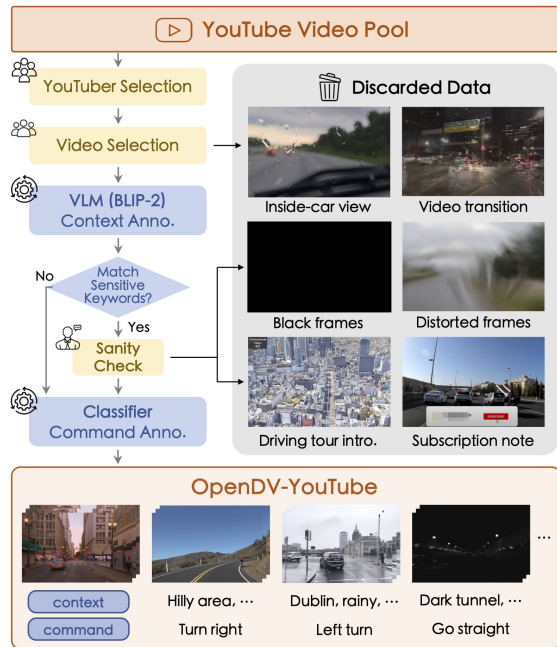 YouTube Video Pool
YouTuber Selection
Video Selection
VLM (BLIP-2)
Context Anno.
No
Match
Sensitive
Keywords?
Yes
Sanity
Check
Classifier
Command Anno.
Discarded Data
Inside-car view
Video transition
Black frames
Distorted frames
Driving tour intro.
Subscription note
OpenDV-YouTube
...
context
Hilly area, ...
Dublin, rainy, ...
Dark tunnel, ...
command
Turn right
Left turn
Go straight